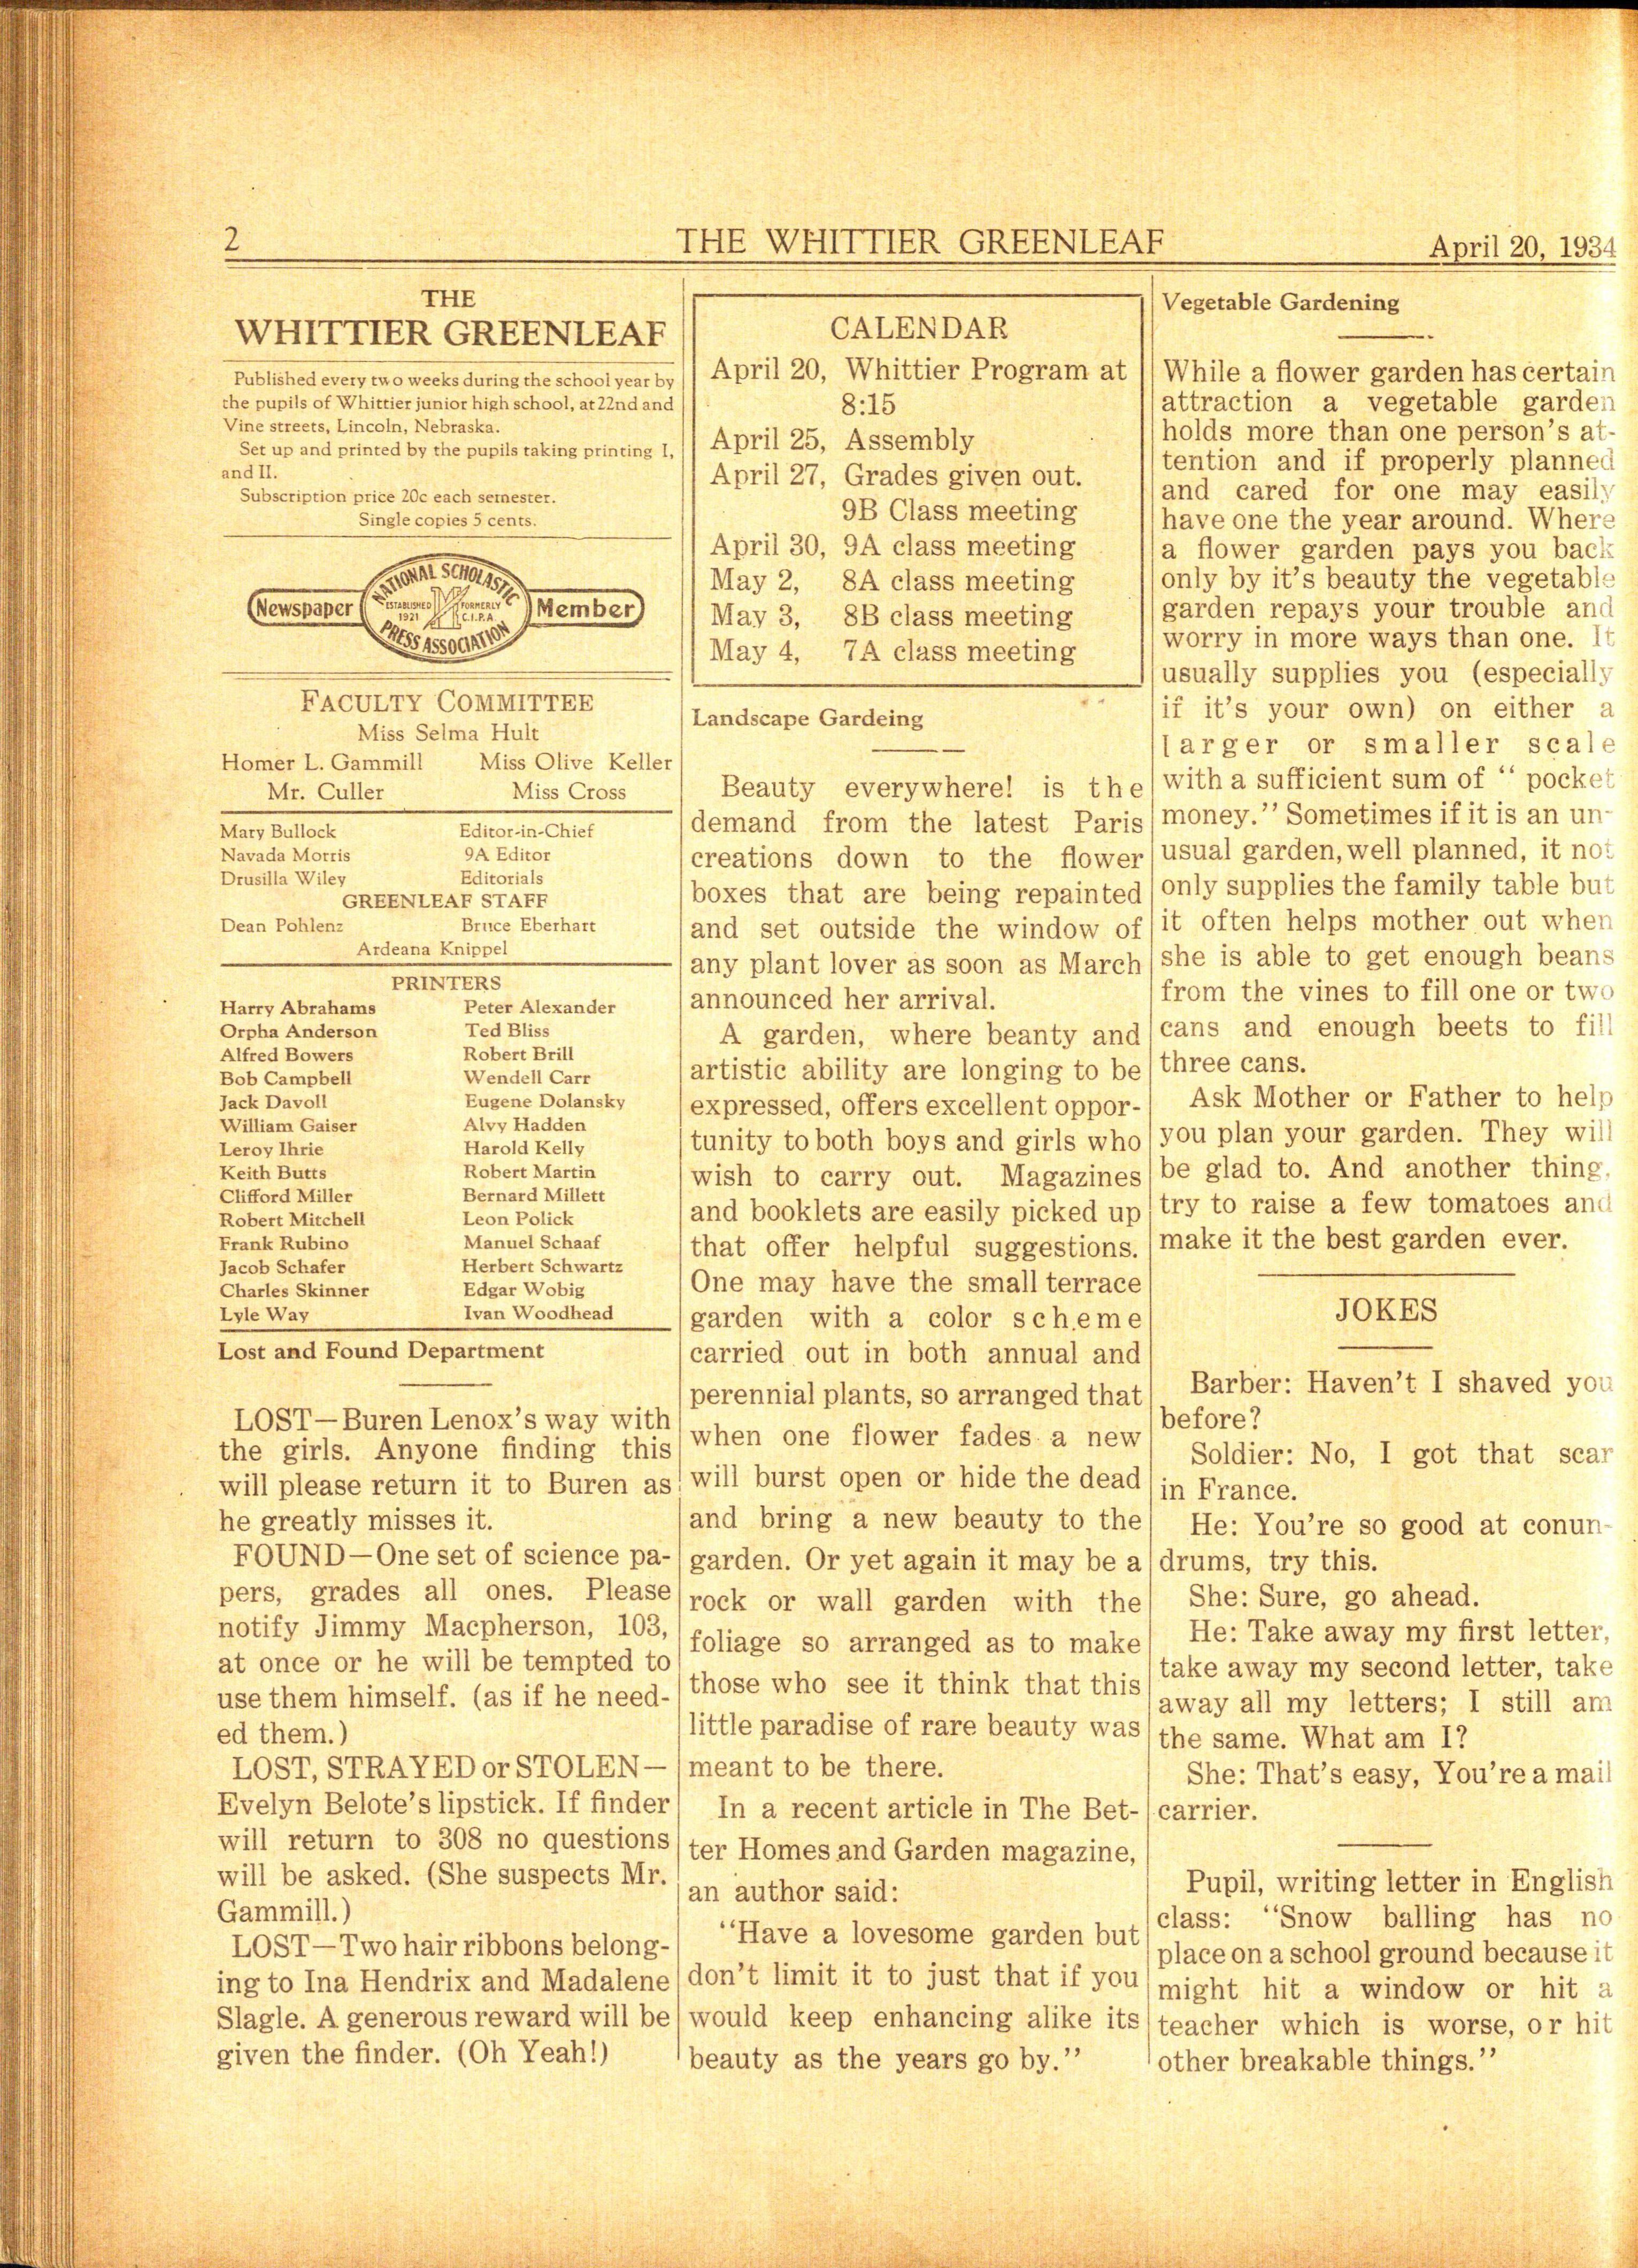 2
THE WHITTIER GREENLEAF
April 20, 1934
THE
WHITTIER GREENLEAF
Published every two weeks during the school year by
the pupils of Whittier junior high school, at 22nd and
Vine streets, Lincoln, Nebraska.
Set up and printed by the pupils taking printing I,
and II.
Subscription price 20c each semester.
Single copies 5 cents.
Newspaper
NATIONAL SCHOLASTIC
ESTABLISHED 1921
FORMERLY C.I.P.A.
PRESS ASSOCIATION
Member
FACULTY COMMITTEE
Miss Selma Hult
Homer L. Gammill Miss Olive Keller
Mr. Culler Miss Cross
Mary Bullock Editor-in-Chief
Navada Morris 9A Editor
Drusilla Wiley Editorials
GREENLEAF STAFF
Dean Pohlenz Bruce Eberhart
Ardeana Knippel
PRINTERS
Harry Abrahams Peter Alexander
Orpha Anderson Ted Bliss
Alfred Bowers Robert Brill
Bob Campbell Wendell Carr
Jack Davoll Eugene Dolansky
William Gaiser Alvy Hadden
Leroy Ihrie Harold Kelly
Keith Butts Robert Martin
Clifford Miller Bernard Millett
Robert Mitchell Leon Polick
Frank Rubino Manuel Schaaf
Jacob Schafer Herbert Schwartz
Charles Skinner Edgar Wobig
Lyle Way Ivan Woodhead
Lost and Found Department
LOST—Buren Lenox's way with
the girls. Anyone finding this
will please return it to Buren as
he greatly misses it.
FOUND—One set of science pa-
pers, grades all ones. Please
notify Jimmy Macpherson, 103,
at once or he will be tempted to
use them himself. (as if he need-
ed them.)
LOST, STRAYED or STOLEN—
Evelyn Belote's lipstick. If finder
will return to 308 no questions
will be asked. (She suspects Mr.
Gammill.)
LOST—Two hair ribbons belong-
ing to Ina Hendrix and Madalene
Slagle. A generous reward will be
given the finder. (Oh Yeah!)
CALENDAR
April 20, Whittier Program at
8:15
April 25, Assembly
April 27, Grades given out.
9B Class meeting
April 30, 9A class meeting
May 2, 8A class meeting
May 3, 8B class meeting
May 4, 7A class meeting
Landscape Gardeing
Beauty everywhere! is the
demand from the latest Paris
creations down to the flower
boxes that are being repainted
and set outside the window of
any plant lover as soon as March
announced her arrival.
A garden, where beanty and
artistic ability are longing to be
expressed, offers excellent oppor-
tunity to both boys and girls who
wish to carry out. Magazines
and booklets are easily picked up
that offer helpful suggestions.
One may have the small terrace
garden with a color scheme
carried out in both annual and
perennial plants, so arranged that
when one flower fades a new
will burst open or hide the dead
and bring a new beauty to the
garden. Or yet again it may be a
rock or wall garden with the
foliage so arranged as to make
those who see it think that this
little paradise of rare beauty was
meant to be there.
In a recent article in The Bet-
ter Homes and Garden magazine,
an author said:
"Have a lovesome garden but
don't limit it to just that if you
would keep enhancing alike its
beauty as the years go by."
Vegetable Gardening
While a flower garden has certain
attraction a vegetable garden
holds more than one person's at-
tention and if properly planned
and cared for one may easily
have one the year around. Where
a flower garden pays you back
only by it's beauty the vegetable
garden repays your trouble and
worry in more ways than one. It
usually supplies you (especially
if it's your own) on either a
larger or smaller scale
with a sufficient sum of " pocket
money." Sometimes if it is an un-
usual garden, well planned, it not
only supplies the family table but
it often helps mother out when
she is able to get enough beans
from the vines to fill one or two
cans and enough beets to fill
three cans.
Ask Mother or Father to help
you plan your garden. They will
be glad to. And another thing,
try to raise a few tomatoes and
make it the best garden ever.
JOKES
Barber: Haven't I shaved you
before?
Soldier: No, I got that scar
in France.
He: You're so good at conun-
drums, try this.
She: Sure, go ahead.
He: Take away my first letter,
take away my second letter, take
away all my letters; I still am
the same. What am I?
She: That's easy, You're a mail
carrier.
Pupil, writing letter in English
class: "Snow balling has no
place on a school ground because it
might hit a window or hit a
teacher which is worse, or hit
other breakable things."